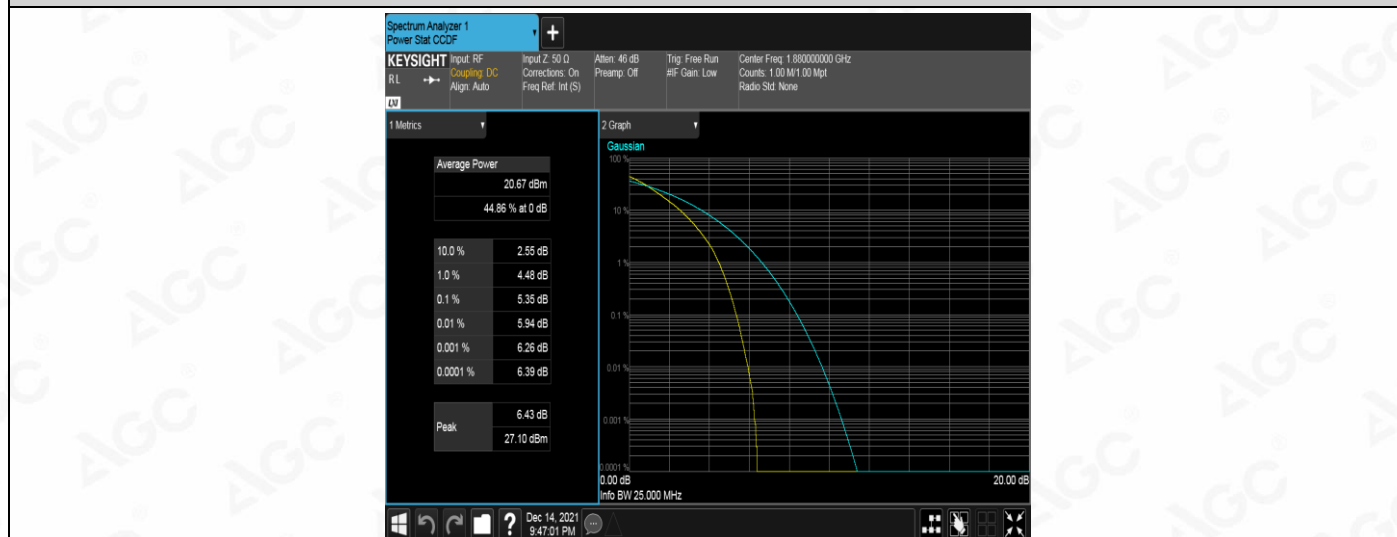 Spectrum Analyzer 1
Power Stat CCDF
+
KEYSIGHT
RL
LXI
Input: RF
Coupling: DC
Align: Auto
Input Z: 50 Ω
Corrections: On
Freq Ref: Int (S)
Atten: 46 dB
Preamp: Off
Trig: Free Run
#IF Gain: Low
Center Freq: 1.880000000 GHz
Counts: 1.00 M/1.00 Mpt
Radio Std: None
1 Metrics
Average Power
20.67 dBm
44.86 % at 0 dB
10.0 % 2.55 dB
1.0 % 4.48 dB
0.1 % 5.35 dB
0.01 % 5.94 dB
0.001 % 6.26 dB
0.0001 % 6.39 dB
Peak
6.43 dB
27.10 dBm
2 Graph
Gaussian
100 %
10 %
1 %
0.1 %
0.01 %
0.001 %
0.0001 %
0.00 dB 20.00 dB
Info BW 25.000 MHz
?
Dec 14, 2021
9:47:01 PM
AGC